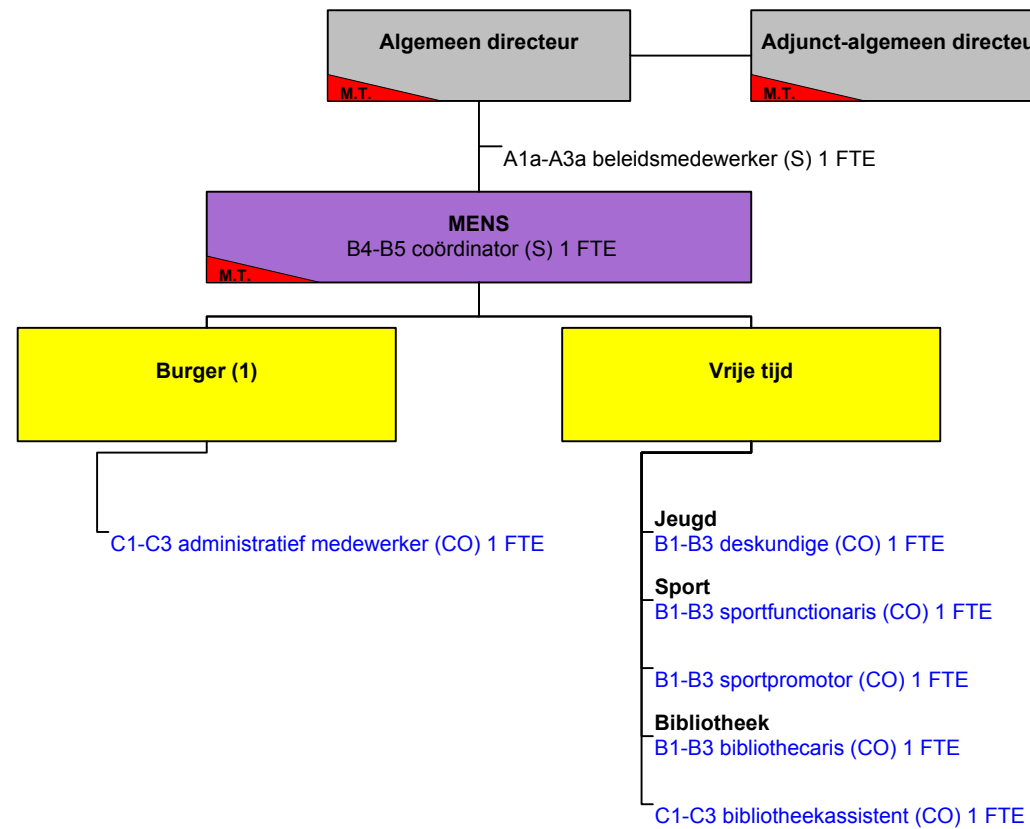 Algemeen directeur
M.T.
Adjunct-algemeen directeu
M.T.
A1a-A3a beleidsmedewerker (S) 1 FTE
MENS
B4-B5 coördinator (S) 1 FTE
M.T.
Burger (1)
C1-C3 administratief medewerker (CO) 1 FTE
Vrije tijd
Jeugd
B1-B3 deskundige (CO) 1 FTE
Sport
B1-B3 sportfunctionaris (CO) 1 FTE
B1-B3 sportpromotor (CO) 1 FTE
Bibliotheek
B1-B3 bibliothecaris (CO) 1 FTE
C1-C3 bibliotheekassistent (CO) 1 FTE